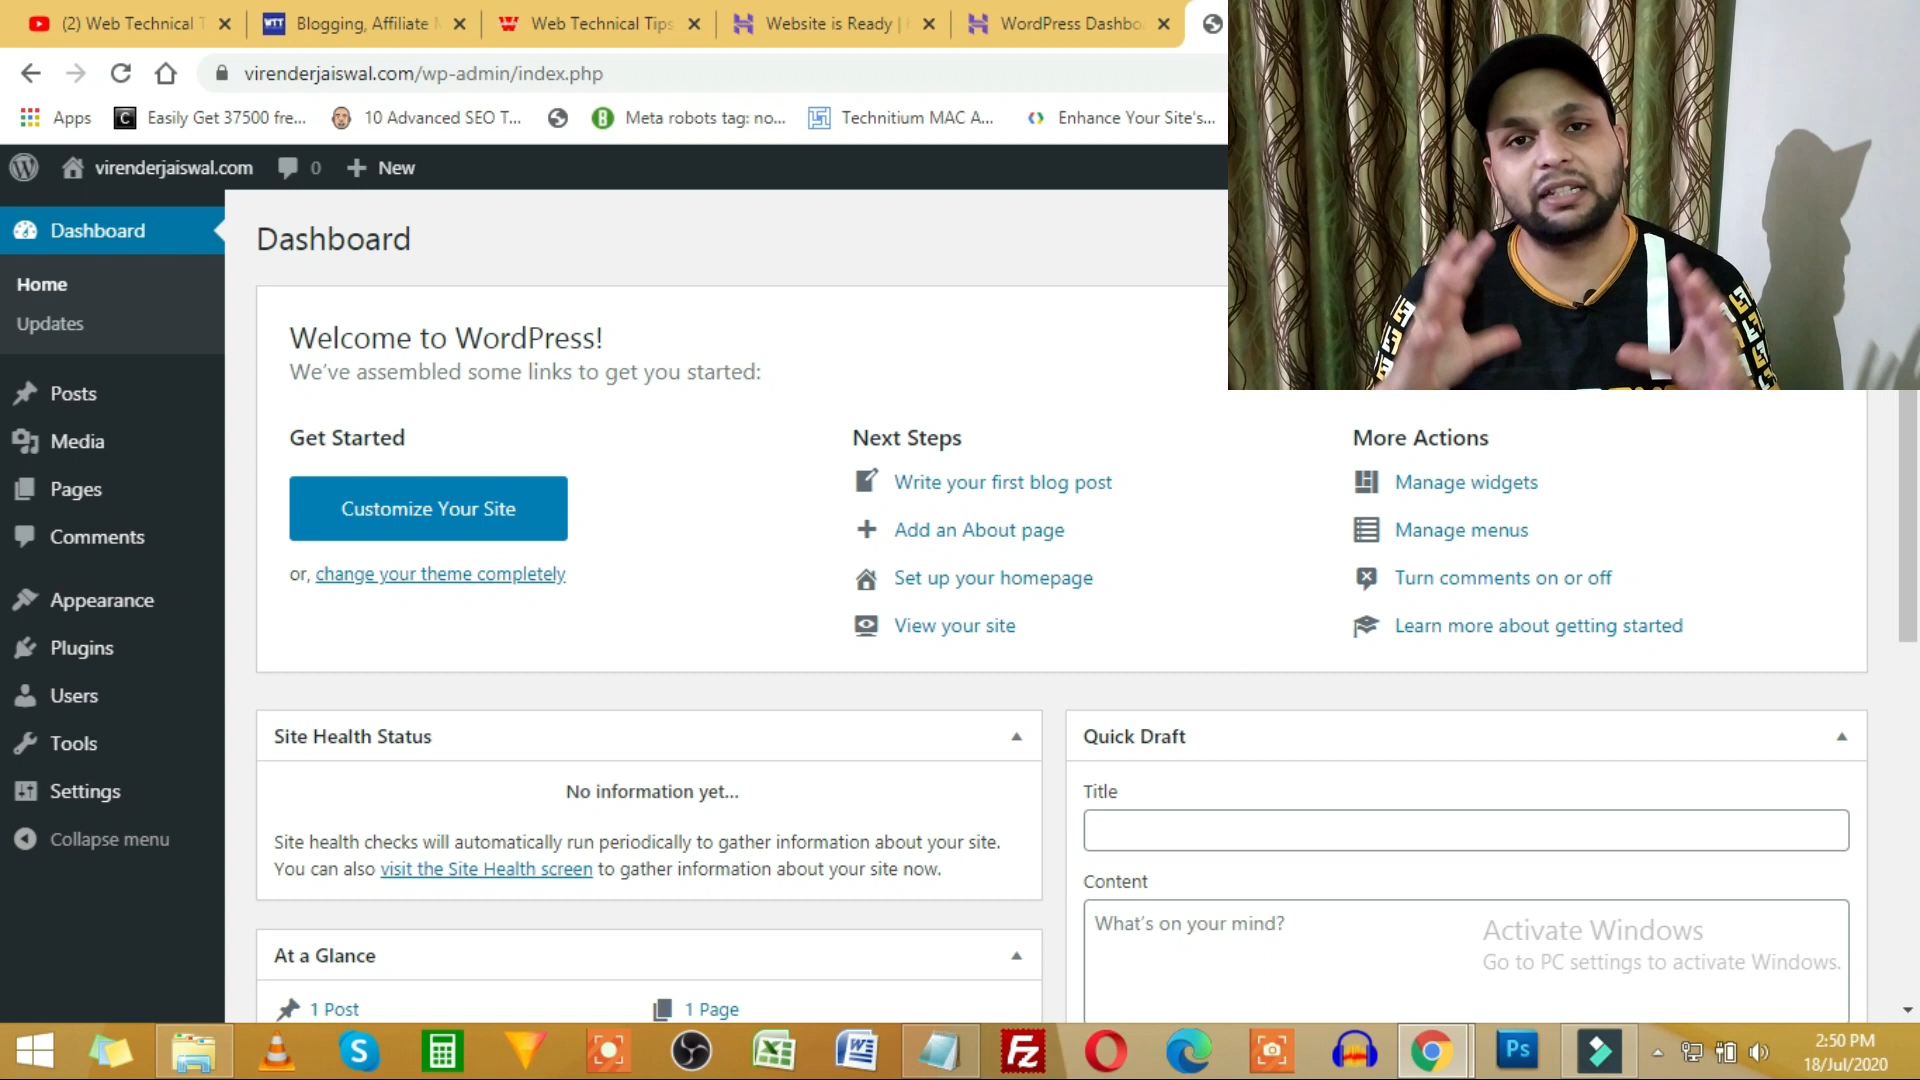 (2) Web Technical T
WTT Blogging, Affiliate M
Web Technical Tips
Website is Ready |
WordPress Dashbo
virenderjaiswal.com/wp-admin/index.php
Apps
Easily Get 37500 fre...
10 Advanced SEO T...
Meta robots tag: no...
Technitium MAC A...
Enhance Your Site's...
virenderjaiswal.com
0
New
Dashboard
Home
Updates
Posts
Media
Pages
Comments
Appearance
Plugins
Users
Tools
Settings
Collapse menu
Dashboard
Welcome to WordPress!
We've assembled some links to get you started:
Get Started
Customize Your Site
or, change your theme completely
Next Steps
Write your first blog post
Add an About page
Set up your homepage
View your site
More Actions
Manage widgets
Manage menus
Turn comments on or off
Learn more about getting started
Site Health Status
No information yet...
Site health checks will automatically run periodically to gather information about your site.
You can also visit the Site Health screen to gather information about your site now.
At a Glance
1 Post
1 Page
Quick Draft
Title
Content
What's on your mind?
Activate Windows
Go to PC settings to activate Windows.
Fz
Ps
2:50 PM
18/Jul/2020